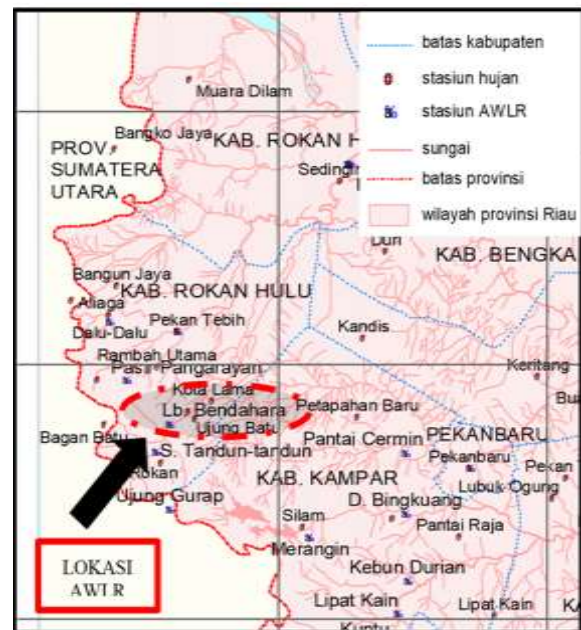 batas kabupaten
stasiun hujan
stasiun AWLR
sungai
batas provinsi
wilayah provinsi Riau
Muara Dilam
Bangko Jaya
KAB. ROKAN H
PROV.
SUMATERA
UTARA
Duri
KAB. BENGKA
Bangun Jaya
KAB. ROKAN HULU
Aliaga
Dalu-Dalu
Pekan Tebih
Kandis
Rambah Utama
Pasir Pangarayan
Keritang
Kota Lama
Lb. Bendahara
Petapahan Baru
Ujung Batu
Bagan Batu
Pantai Cermin
PEKANBARU
S. Tandun-tandun
Pekanbaru
Rokan
KAB. KAMPAR
Pekan
Lubuk Ogung
Ujung Gurap
D. Bingkuang
Silam
Pantai Raja
Merangin
LOKASI
AWLR
Kebun Durian
Lipat Kain
Lipat Kain
Kuntu